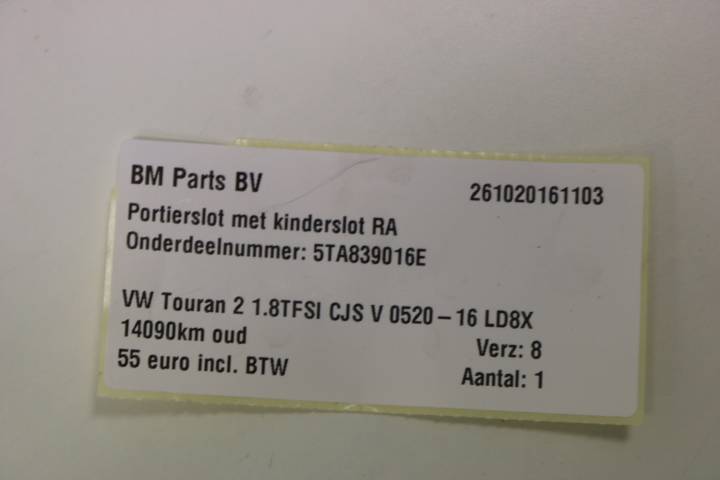 BM Parts BV 261020161103
Portierslot met kinderslot RA
Onderdeelnummer: 5TA839016E
VW Touran 2 1.8TFSI CJS V 0520-16 LD8X
14090km oud Verz: 8
55 euro incl. BTW Aantal: 1